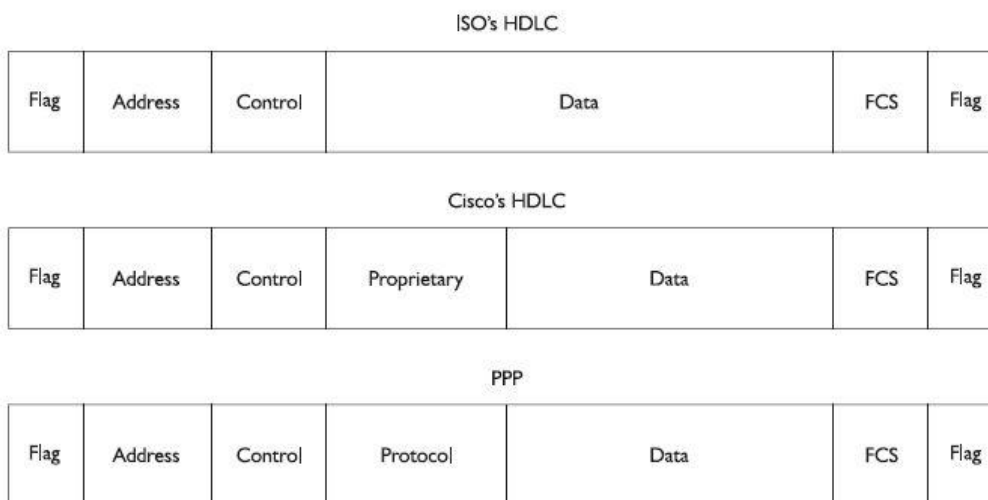 ISO's HDLC
Flag Address Control Data FCS Flag
Cisco's HDLC
Flag Address Control Proprietary Data FCS Flag
PPP
Flag Address Control Protocol Data FCS Flag